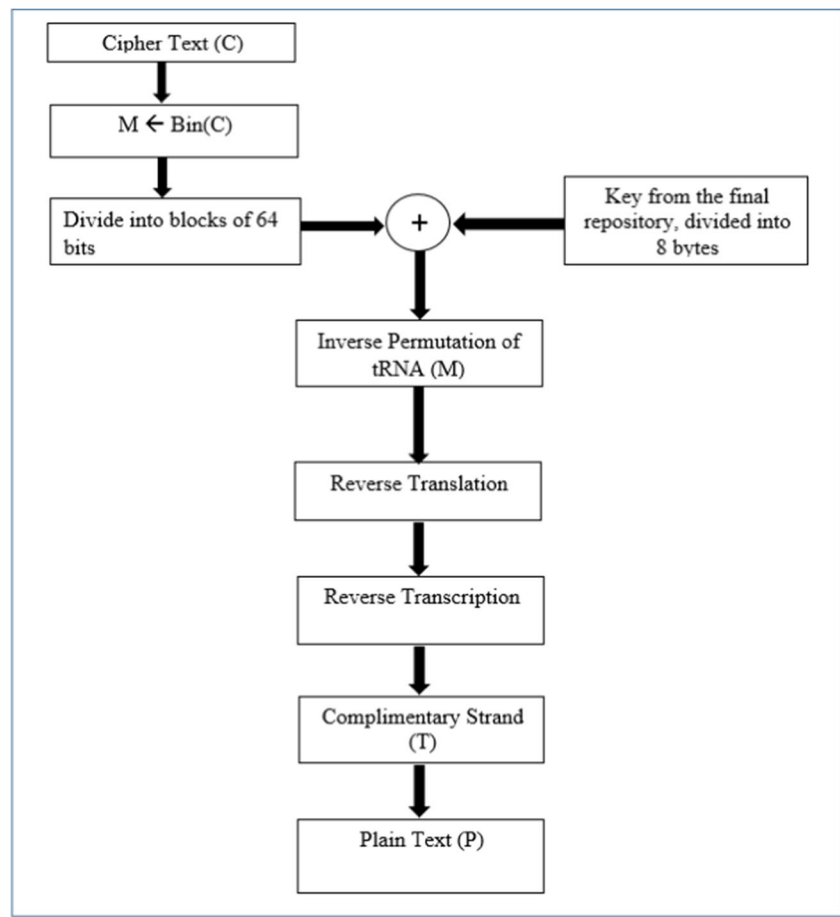 Cipher Text (C)
M ← Bin(C)
Divide into blocks of 64
bits
+
Key from the final
repository, divided into
8 bytes
Inverse Permutation of
tRNA (M)
Reverse Translation
Reverse Transcription
Complimentary Strand
(T)
Plain Text (P)